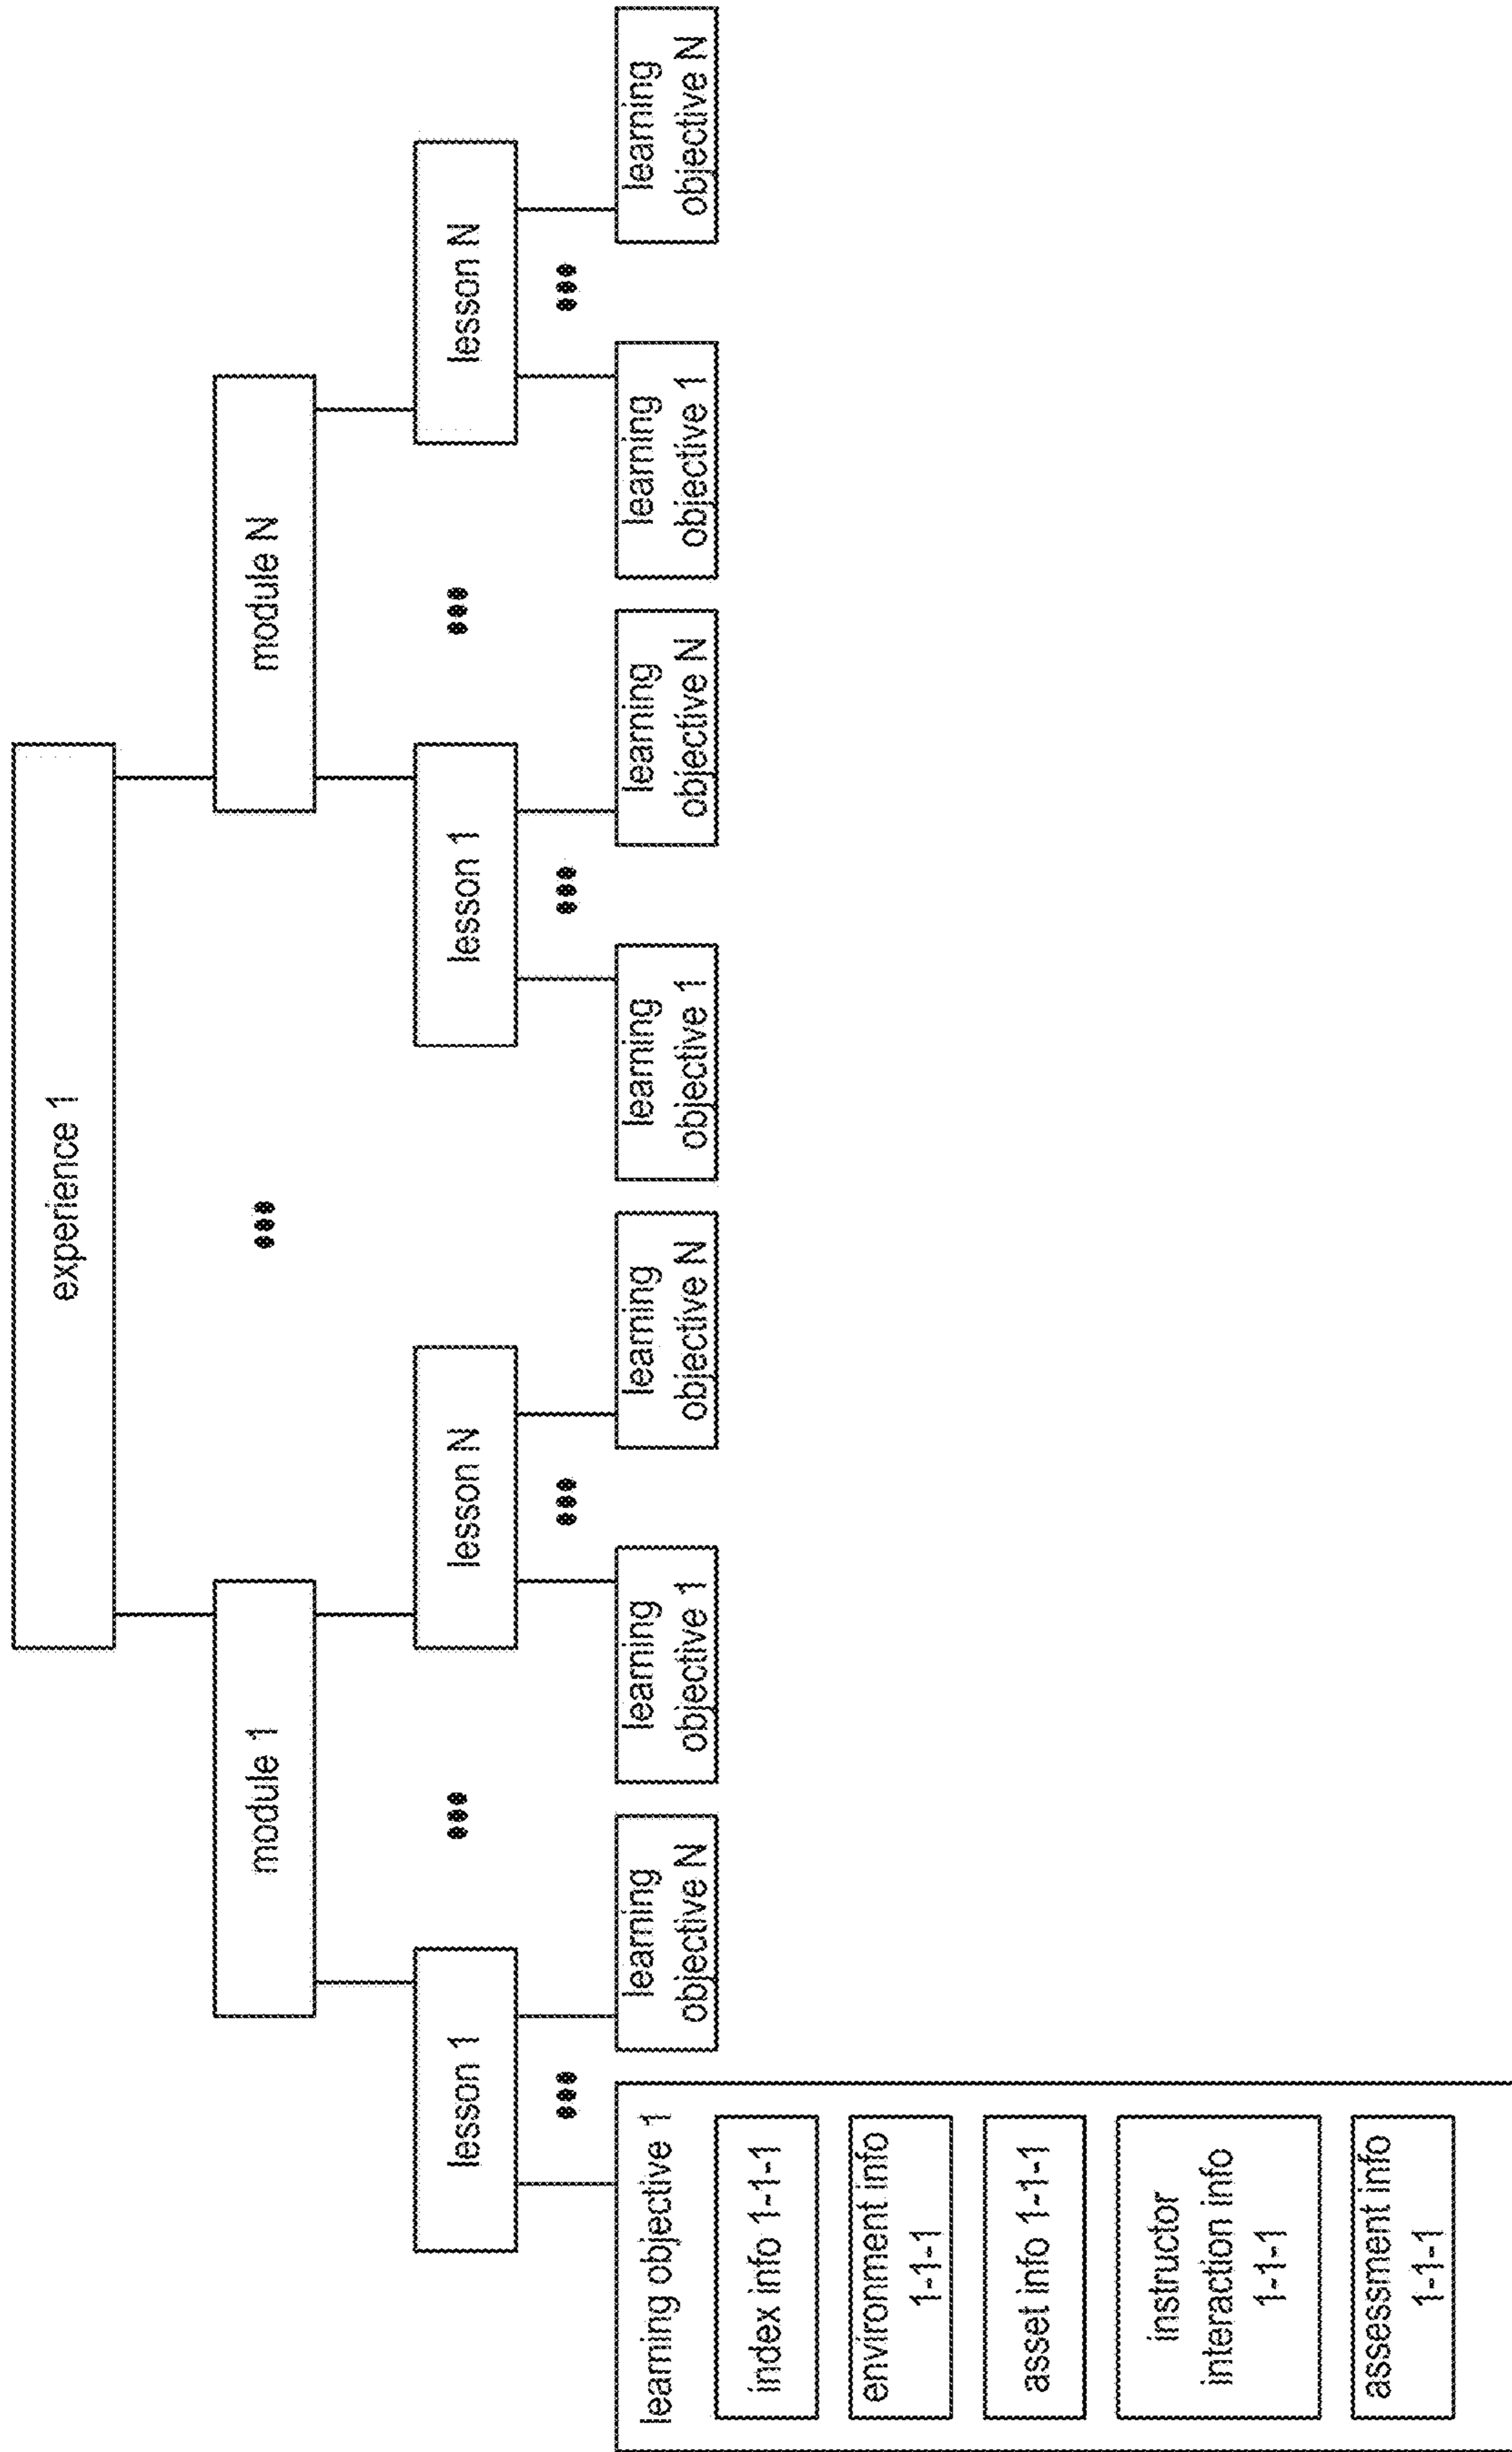 experience 1
module 1
module N
lesson 1
lesson N
lesson 1
lesson N
learning objective 1
index info 1-1-1
environment info
1-1-1
asset info 1-1-1
instructor
interaction info
1-1-1
assessment info
1-1-1
learning
objective N
learning
objective 1
learning
objective N
learning
objective 1
learning
objective N
learning
objective 1
learning
objective N